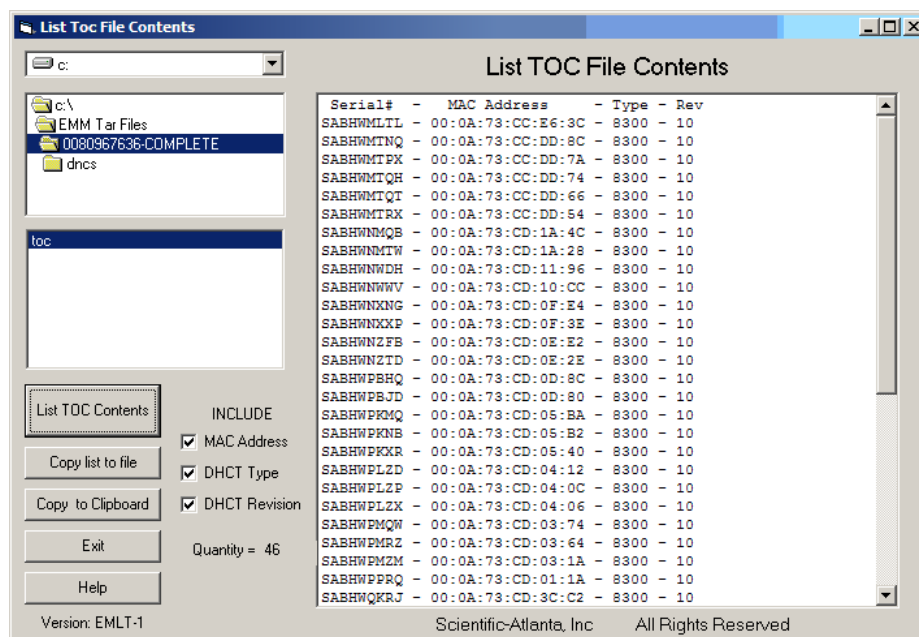 List Toc File Contents
c:
List TOC File Contents
c:\
EMM Tar Files
0080967636-COMPLETE
dncs
toc
Serial# - MAC Address - Type - Rev
SABHWMLTL - 00:0A:73:CC:E6:3C - 8300 - 10
SABHWMTNQ - 00:0A:73:CC:DD:8C - 8300 - 10
SABHWMTPX - 00:0A:73:CC:DD:7A - 8300 - 10
SABHWMTQH - 00:0A:73:CC:DD:74 - 8300 - 10
SABHWMTQT - 00:0A:73:CC:DD:66 - 8300 - 10
SABHWMTRX - 00:0A:73:CC:DD:54 - 8300 - 10
SABHWNMQB - 00:0A:73:CD:1A:4C - 8300 - 10
SABHWNMTW - 00:0A:73:CD:1A:28 - 8300 - 10
SABHWNWDH - 00:0A:73:CD:11:96 - 8300 - 10
SABHWNWWV - 00:0A:73:CD:10:CC - 8300 - 10
SABHWNXNG - 00:0A:73:CD:0F:E4 - 8300 - 10
SABHWNXXP - 00:0A:73:CD:0F:3E - 8300 - 10
SABHWNZFB - 00:0A:73:CD:0E:E2 - 8300 - 10
SABHWNZTD - 00:0A:73:CD:0E:2E - 8300 - 10
SABHWPBHQ - 00:0A:73:CD:0D:8C - 8300 - 10
SABHWPBJD - 00:0A:73:CD:0D:80 - 8300 - 10
SABHWPKMQ - 00:0A:73:CD:05:BA - 8300 - 10
SABHWPKNB - 00:0A:73:CD:05:B2 - 8300 - 10
SABHWPKXR - 00:0A:73:CD:05:40 - 8300 - 10
SABHWPLZD - 00:0A:73:CD:04:12 - 8300 - 10
SABHWPLZP - 00:0A:73:CD:04:0C - 8300 - 10
SABHWPLZX - 00:0A:73:CD:04:06 - 8300 - 10
SABHWPMQW - 00:0A:73:CD:03:74 - 8300 - 10
SABHWPMRZ - 00:0A:73:CD:03:64 - 8300 - 10
SABHWPMZM - 00:0A:73:CD:03:1A - 8300 - 10
SABHWPPRQ - 00:0A:73:CD:01:1A - 8300 - 10
SABHWQKRJ - 00:0A:73:CD:3C:C2 - 8300 - 10
List TOC Contents
Copy list to file
Copy to Clipboard
Exit
Help
INCLUDE
MAC Address
DHCT Type
DHCT Revision
Quantity = 46
Version: EMLT-1
Scientific-Atlanta, Inc All Rights Reserved